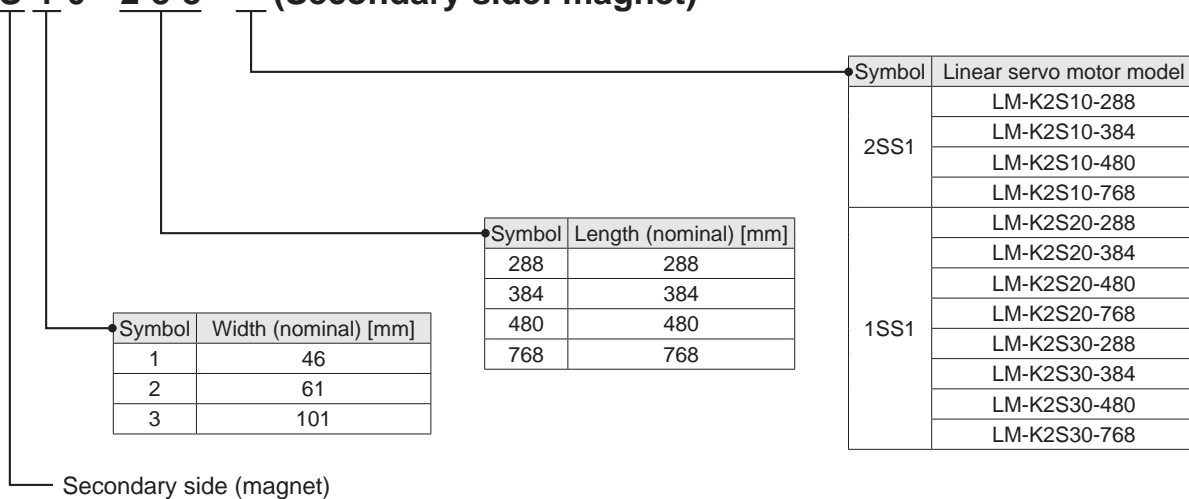 (Secondary side: magnet)
Symbol Linear servo motor model
2SS1
LM-K2S10-288
LM-K2S10-384
LM-K2S10-480
LM-K2S10-768
1SS1
LM-K2S20-288
LM-K2S20-384
LM-K2S20-480
LM-K2S20-768
LM-K2S30-288
LM-K2S30-384
LM-K2S30-480
LM-K2S30-768
Symbol Length (nominal) [mm]
288 288
384 384
480 480
768 768
Symbol Width (nominal) [mm]
1 46
2 61
3 101
Secondary side (magnet)